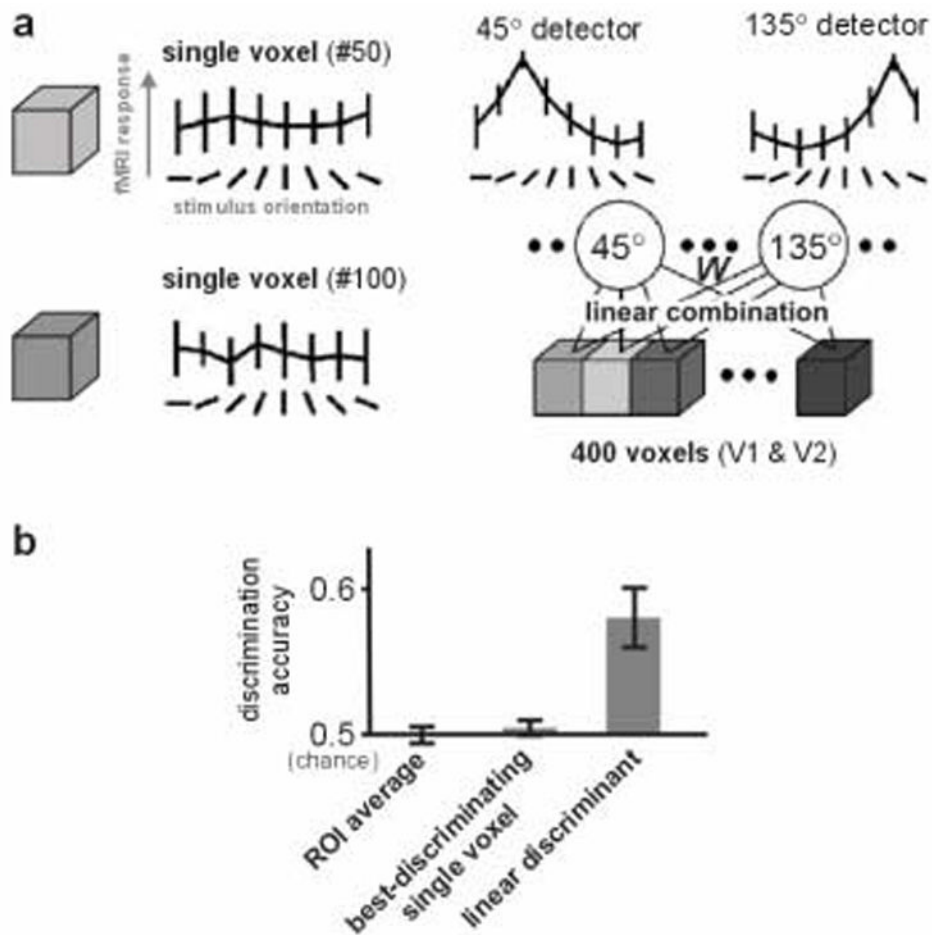 a
single voxel (#50)
fMRI response
stimulus orientation
single voxel (#100)
45° detector
135° detector
45°
W
135°
linear combination
400 voxels (V1 & V2)
b
discrimination
accuracy
0.6
0.5
(chance)
ROI average
best-discriminating
single voxel
linear discriminant